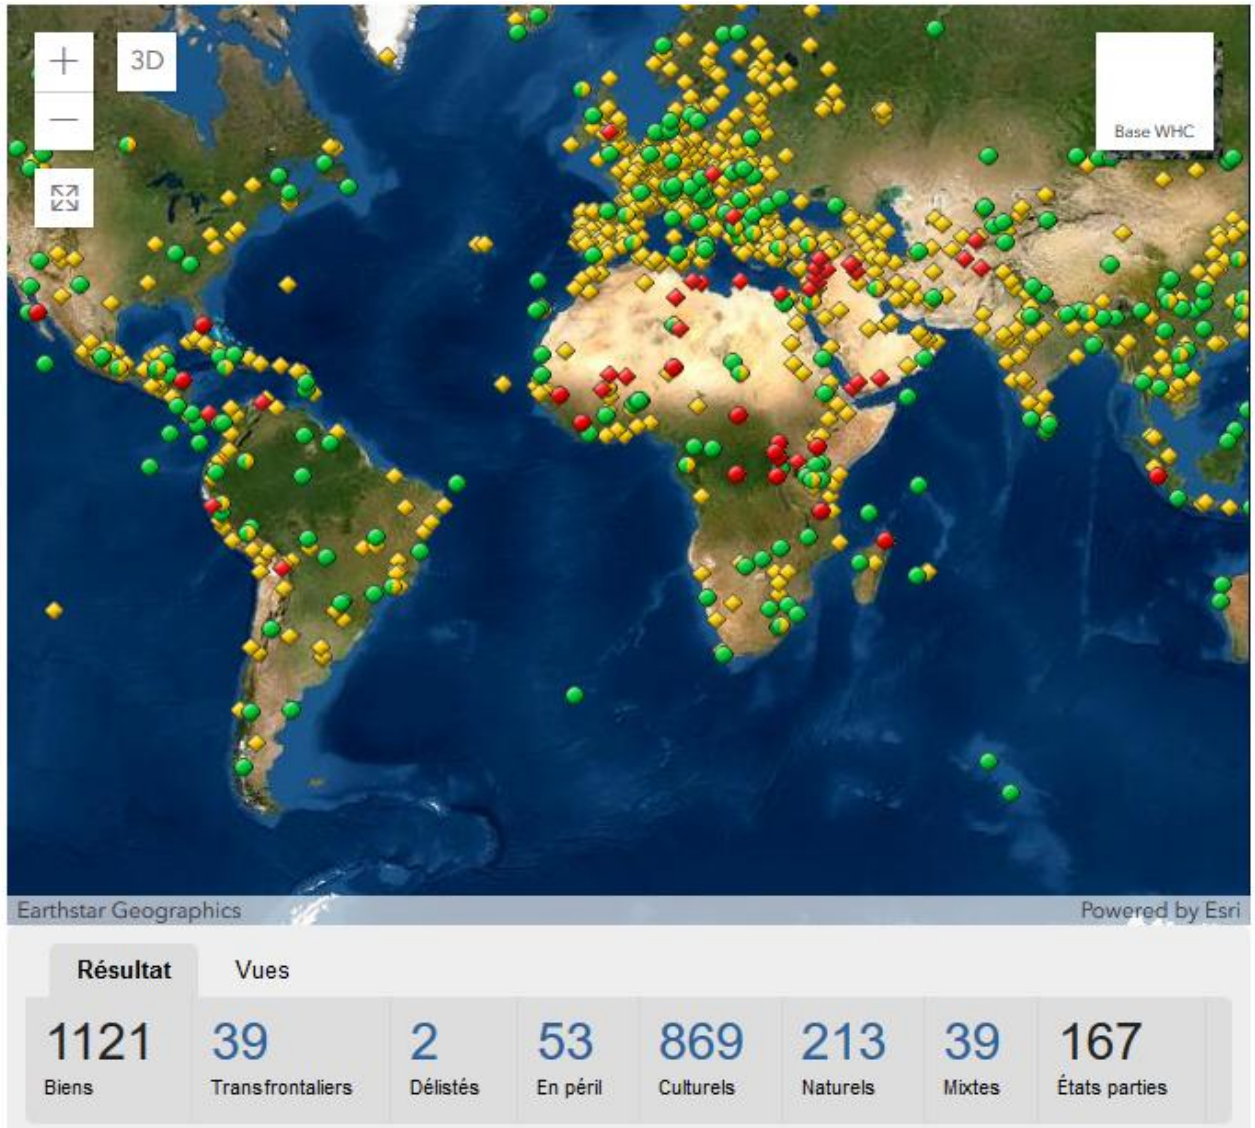 +
3D
—
Base WHC
Earthstar Geographics
Powered by Esri
Résultat
Vues
1121 39 2 53 869 213 39 167
Biens Transfrontaliers Délistés En péril Culturels Naturels Mixtes États parties